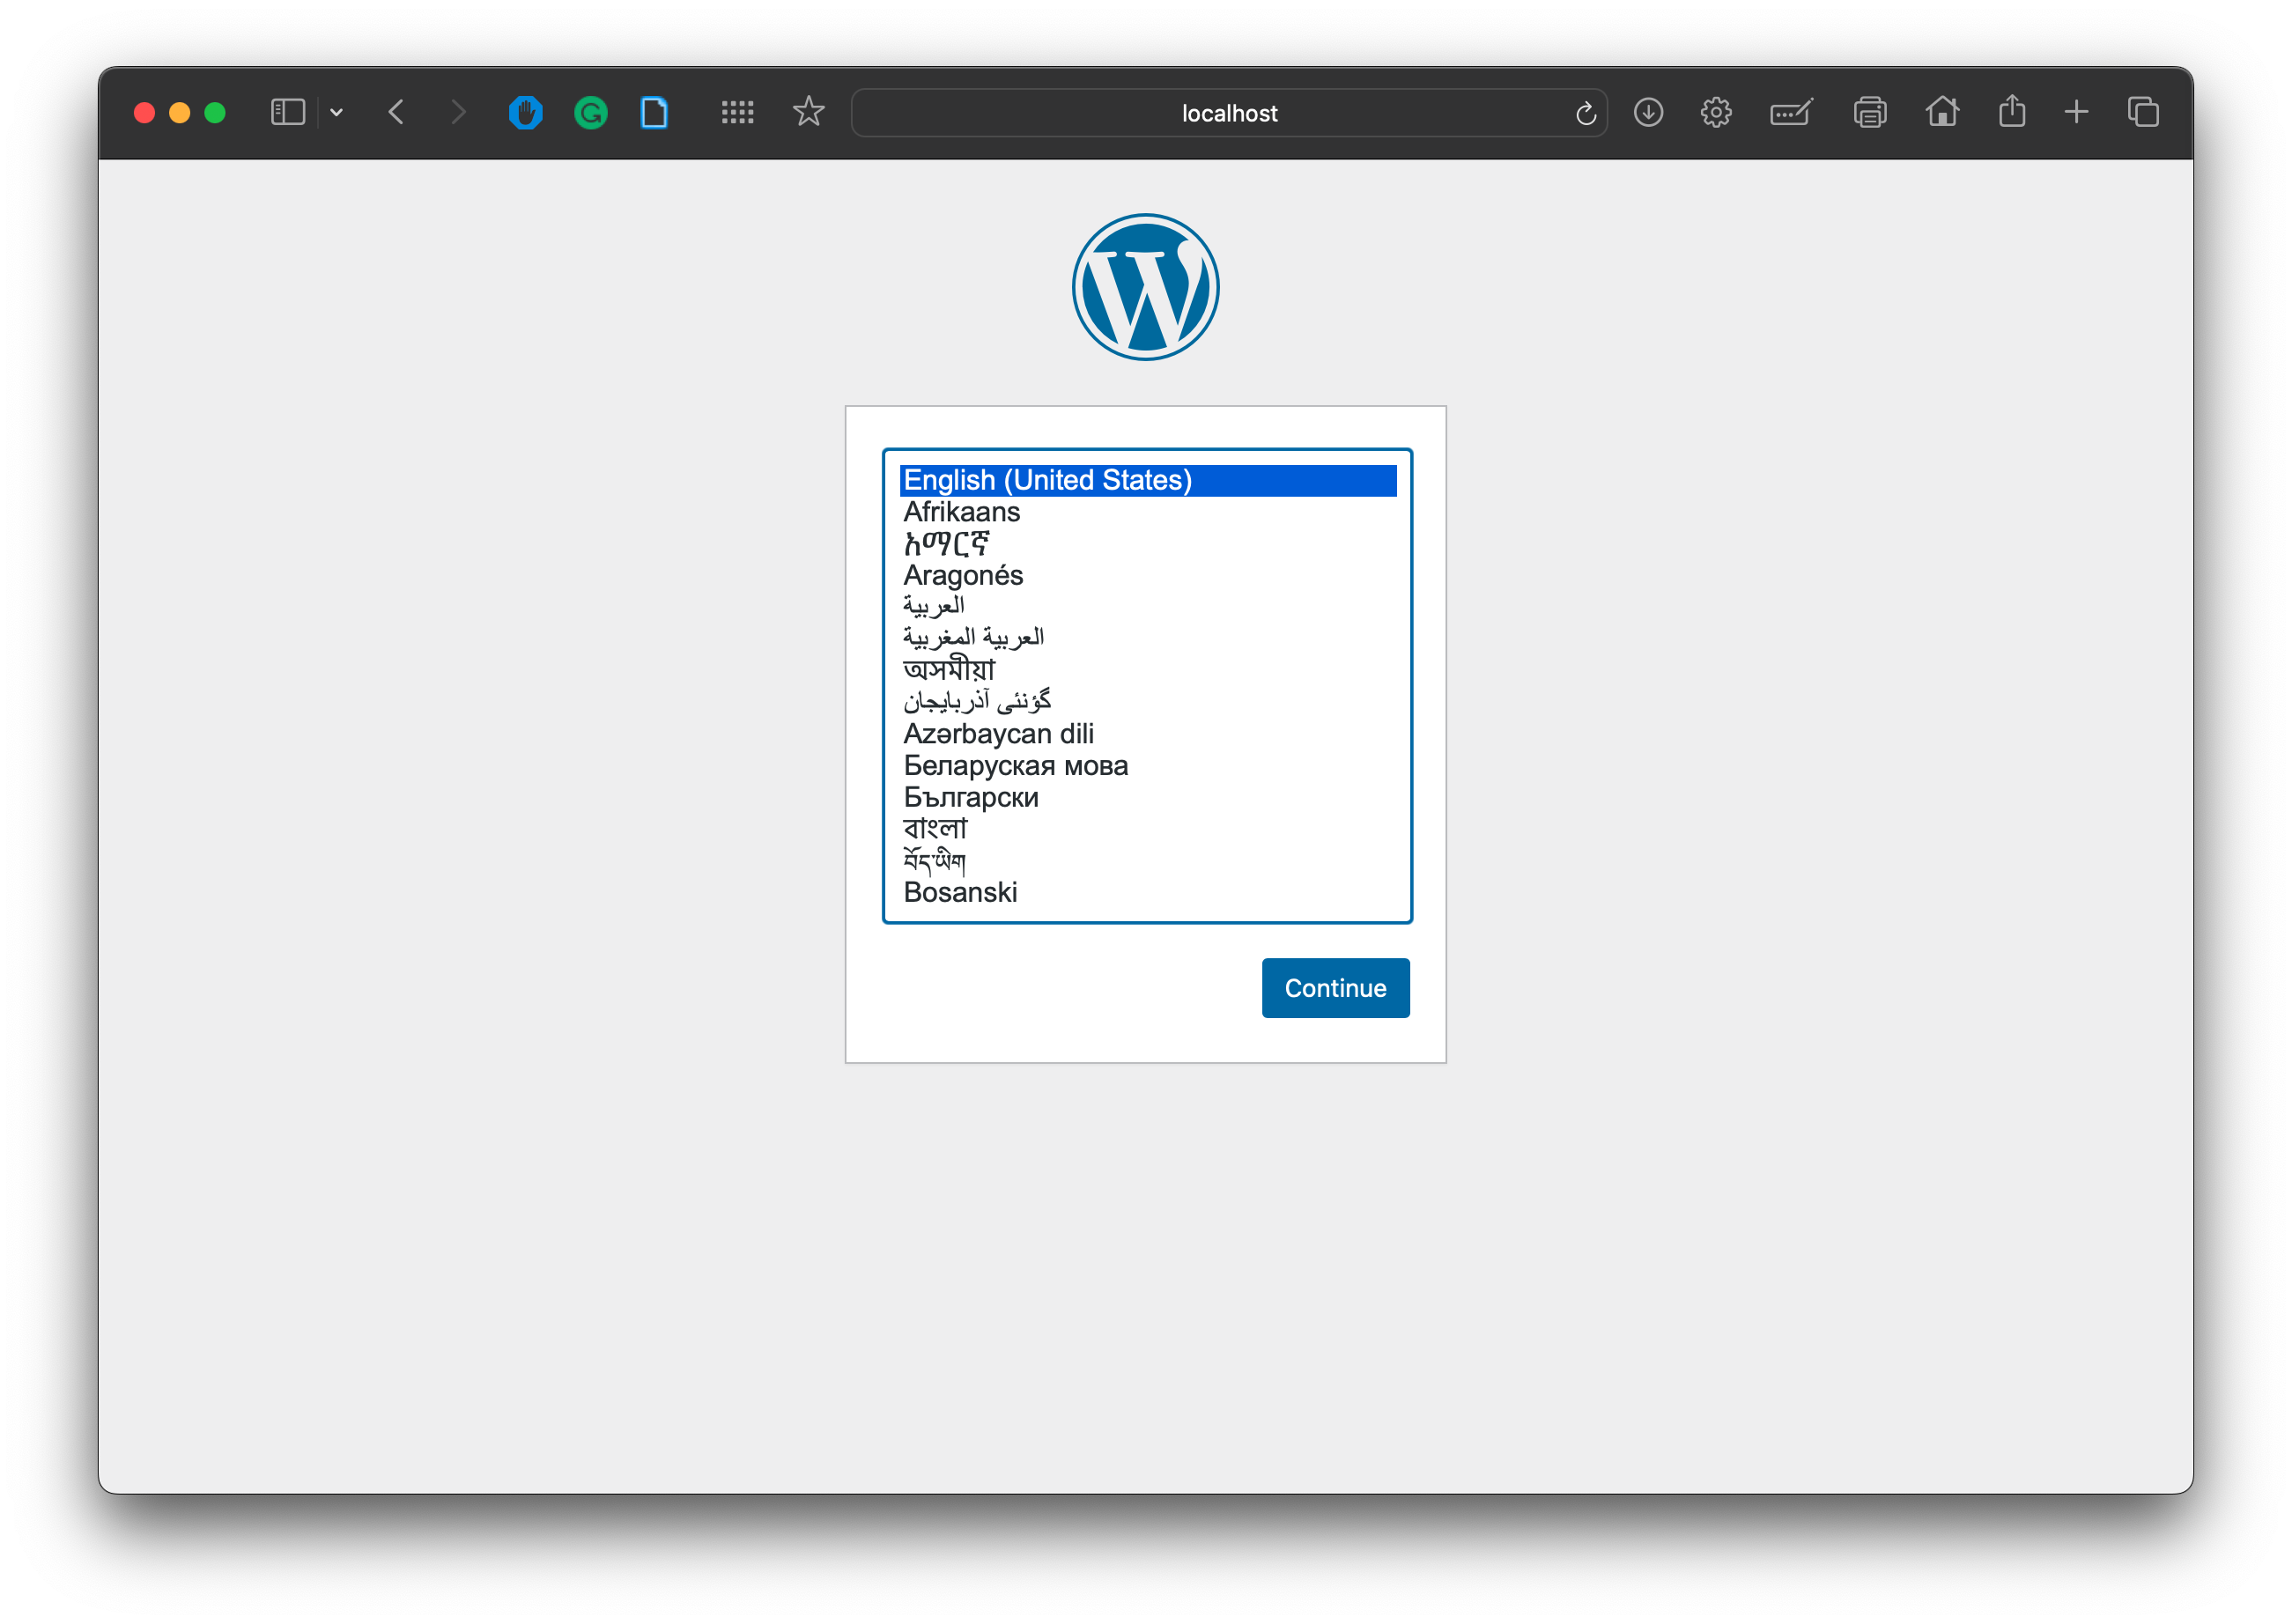 localhost
English (United States)
Afrikaans
አማርኛ
Aragonés
العربية
العربية المغربية
অসমীয়া
گؤنئی آذربایجان
Azərbaycan dili
Беларуская мова
Български
বাংলা
བོད་ཡིག
Bosanski
Continue